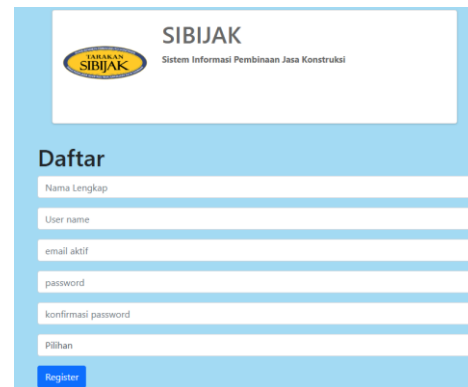 SIBIJAK
TARAKAN
SIBIJAK
Sistem Informasi Pembinaan Jasa Konstruksi
Daftar
Nama Lengkap
User name
email aktif
password
konfirmasi password
Pilihan
Register